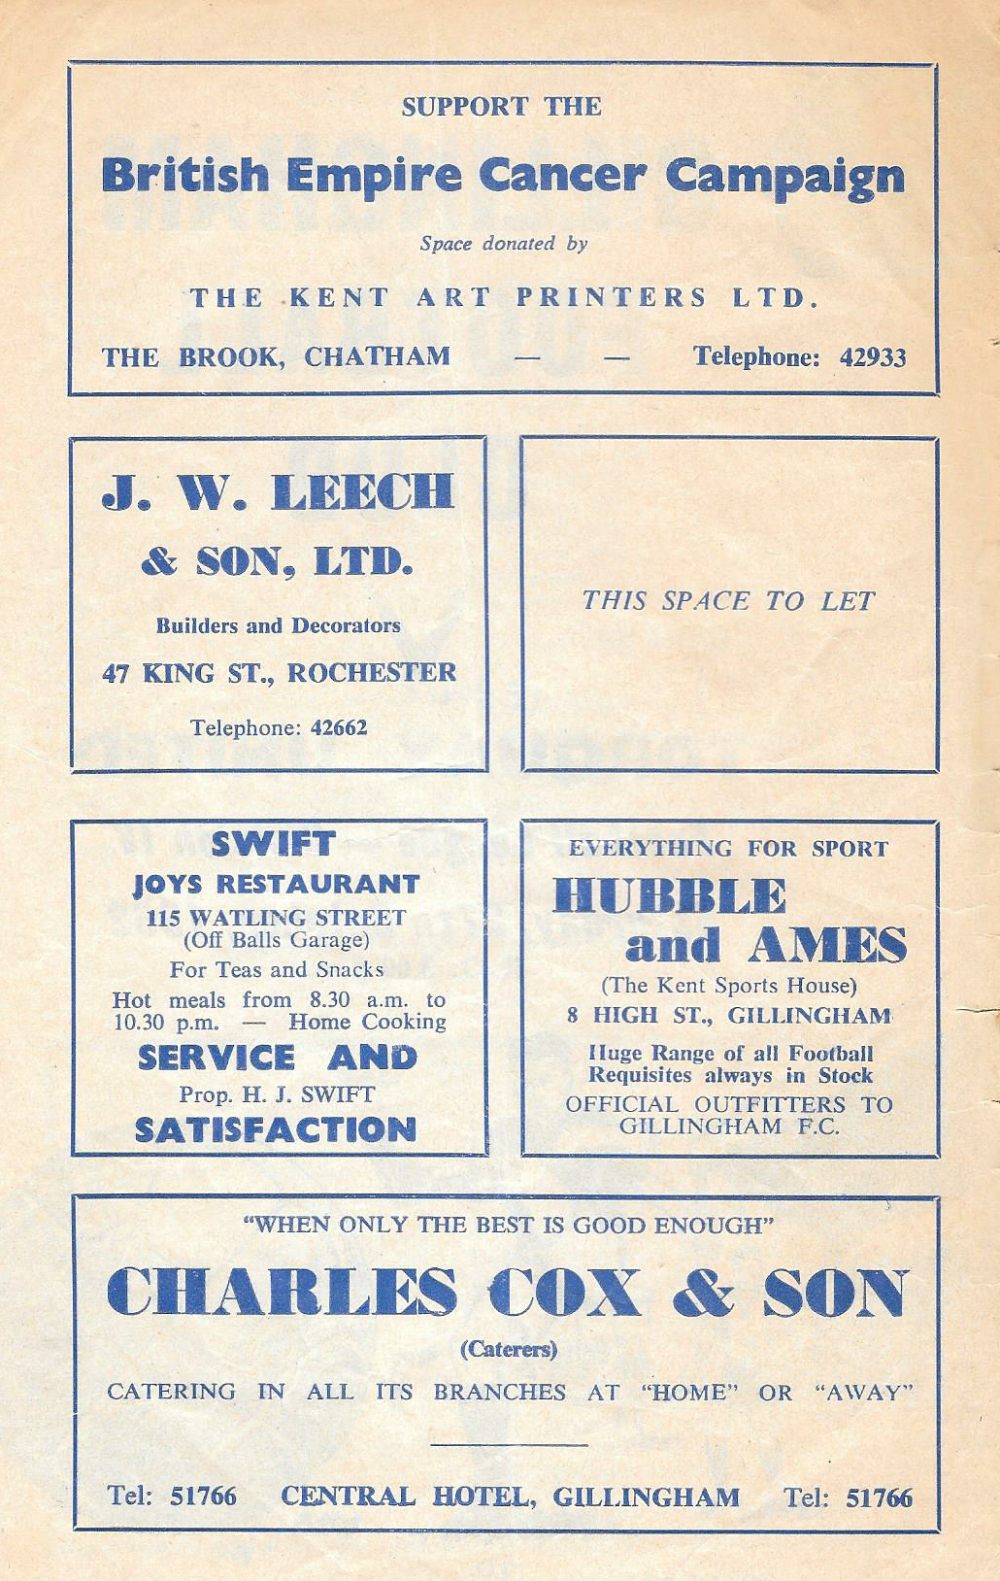 SUPPORT THE
British Empire Cancer Campaign
Space donated by
THE KENT ART PRINTERS LTD.
THE BROOK, CHATHAM — — Telephone: 42933
J. W. LEECH
& SON, LTD.
Builders and Decorators
47 KING ST., ROCHESTER
Telephone: 42662
THIS SPACE TO LET
SWIFT
JOYS RESTAURANT
115 WATLING STREET
(Off Balls Garage)
For Teas and Snacks
Hot meals from 8.30 a.m. to
10.30 p.m. — Home Cooking
SERVICE AND
Prop. H. J. SWIFT
SATISFACTION
EVERYTHING FOR SPORT
HUBBLE
and AMES
(The Kent Sports House)
8 HIGH ST., GILLINGHAM
Huge Range of all Football
Requisites always in Stock
OFFICIAL OUTFITTERS TO
GILLINGHAM F.C.
"WHEN ONLY THE BEST IS GOOD ENOUGH"
CHARLES COX & SON
(Caterers)
CATERING IN ALL ITS BRANCHES AT "HOME" OR "AWAY"
Tel: 51766 CENTRAL HOTEL, GILLINGHAM Tel: 51766